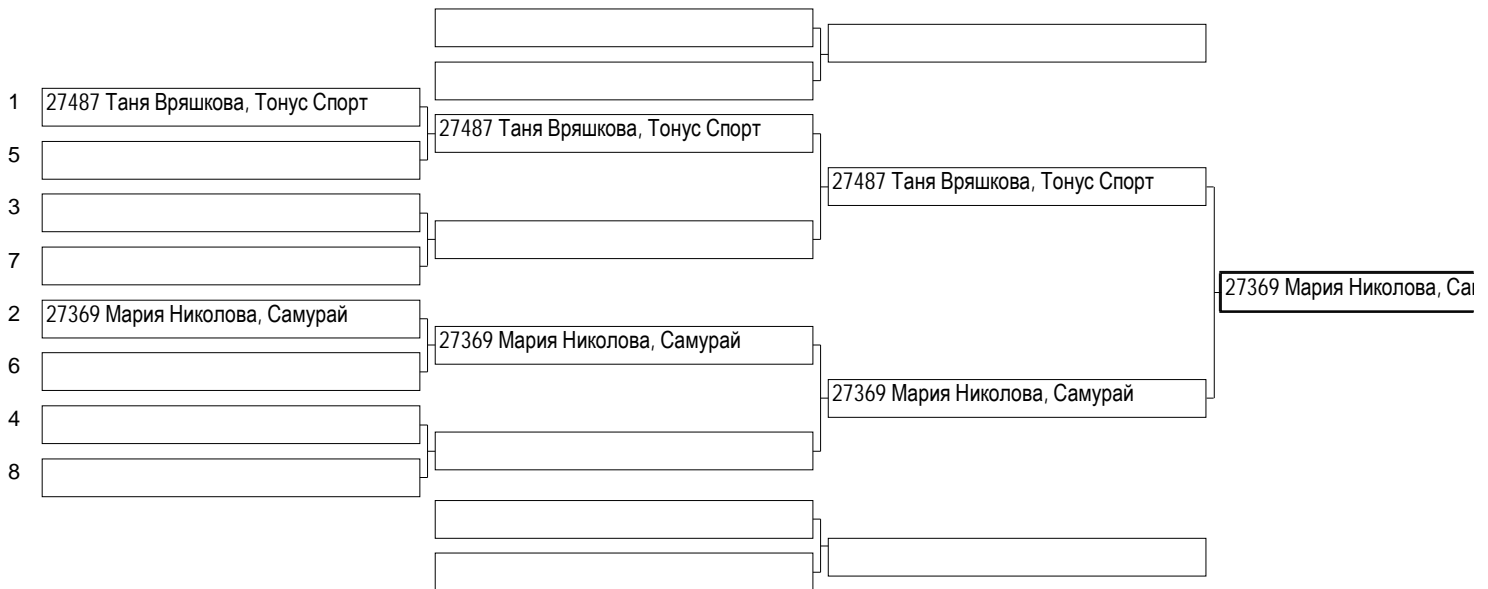 1 27487 Таня Вряшкова, Тонус Спорт
27487 Таня Вряшкова, Тонус Спорт
5
27487 Таня Вряшкова, Тонус Спорт
3
7
27369 Мария Николова,
2 27369 Мария Николова, Самурай
27369 Мария Николова, Самурай
6
27369 Мария Николова, Самурай
4
8